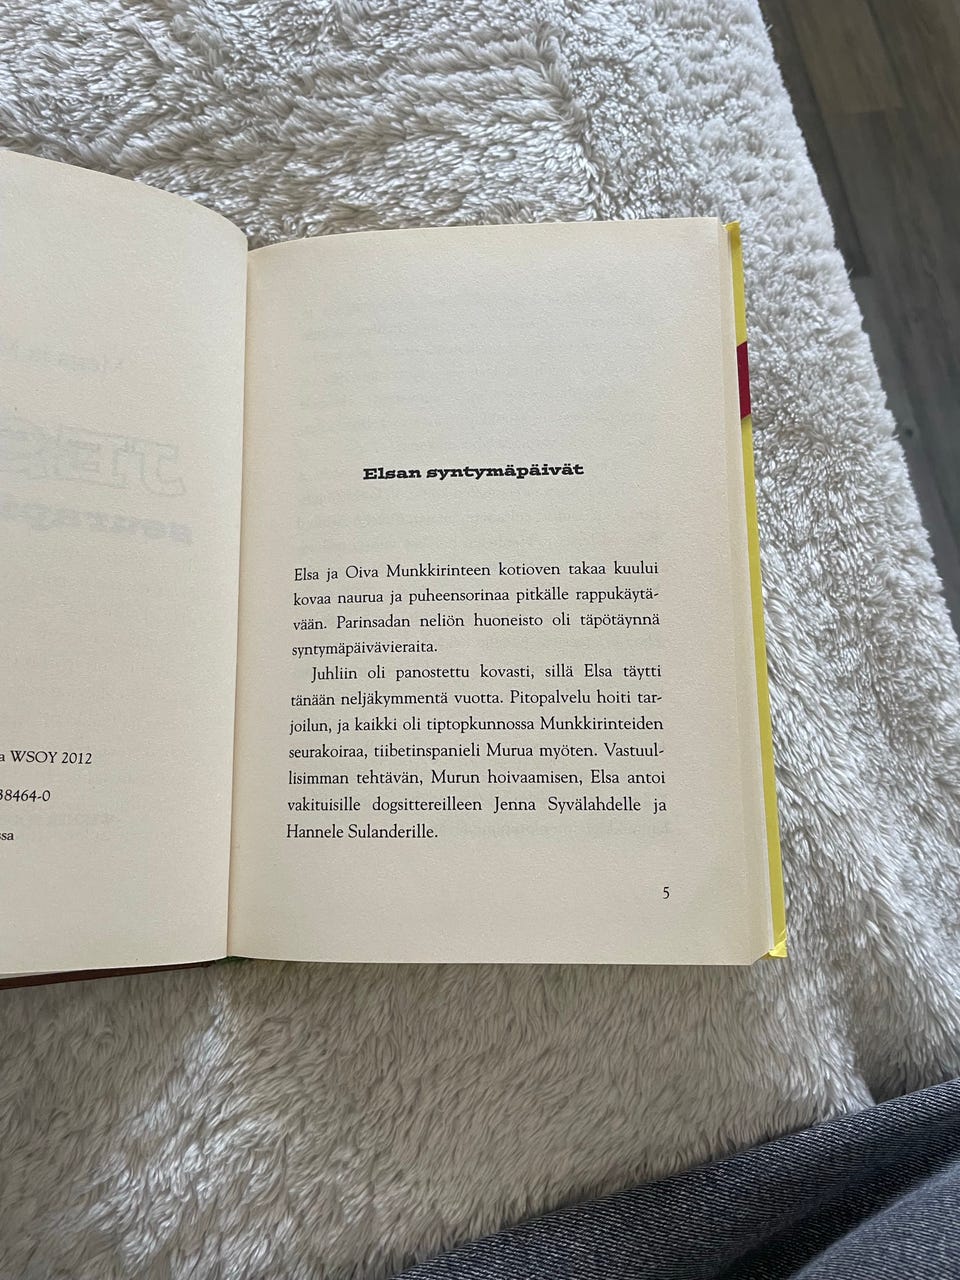 a WSOY 2012
38464-0
ssa
Elsan syntymäpäivät
Elsa ja Oiva Munkkirinteen kotioven takaa kuului
kovaa naurua ja puheensorinaa pitkälle rappukäytä-
vään. Parinsadan neliön huoneisto oli täpötäynnä
syntymäpäivävieraita.
Juhliin oli panostettu kovasti, sillä Elsa täytti
tänään neljäkymmentä vuotta. Pitopalvelu hoiti tar-
joilun, ja kaikki oli tiptopkunnossa Munkkirinteiden
seurakoiraa, tiibetinspanieli Murua myöten. Vastuul-
lisimman tehtävän, Murun hoivaamisen, Elsa antoi
vakituisille dogsittereilleen Jenna Syvälahdelle ja
Hannele Sulanderille.
5